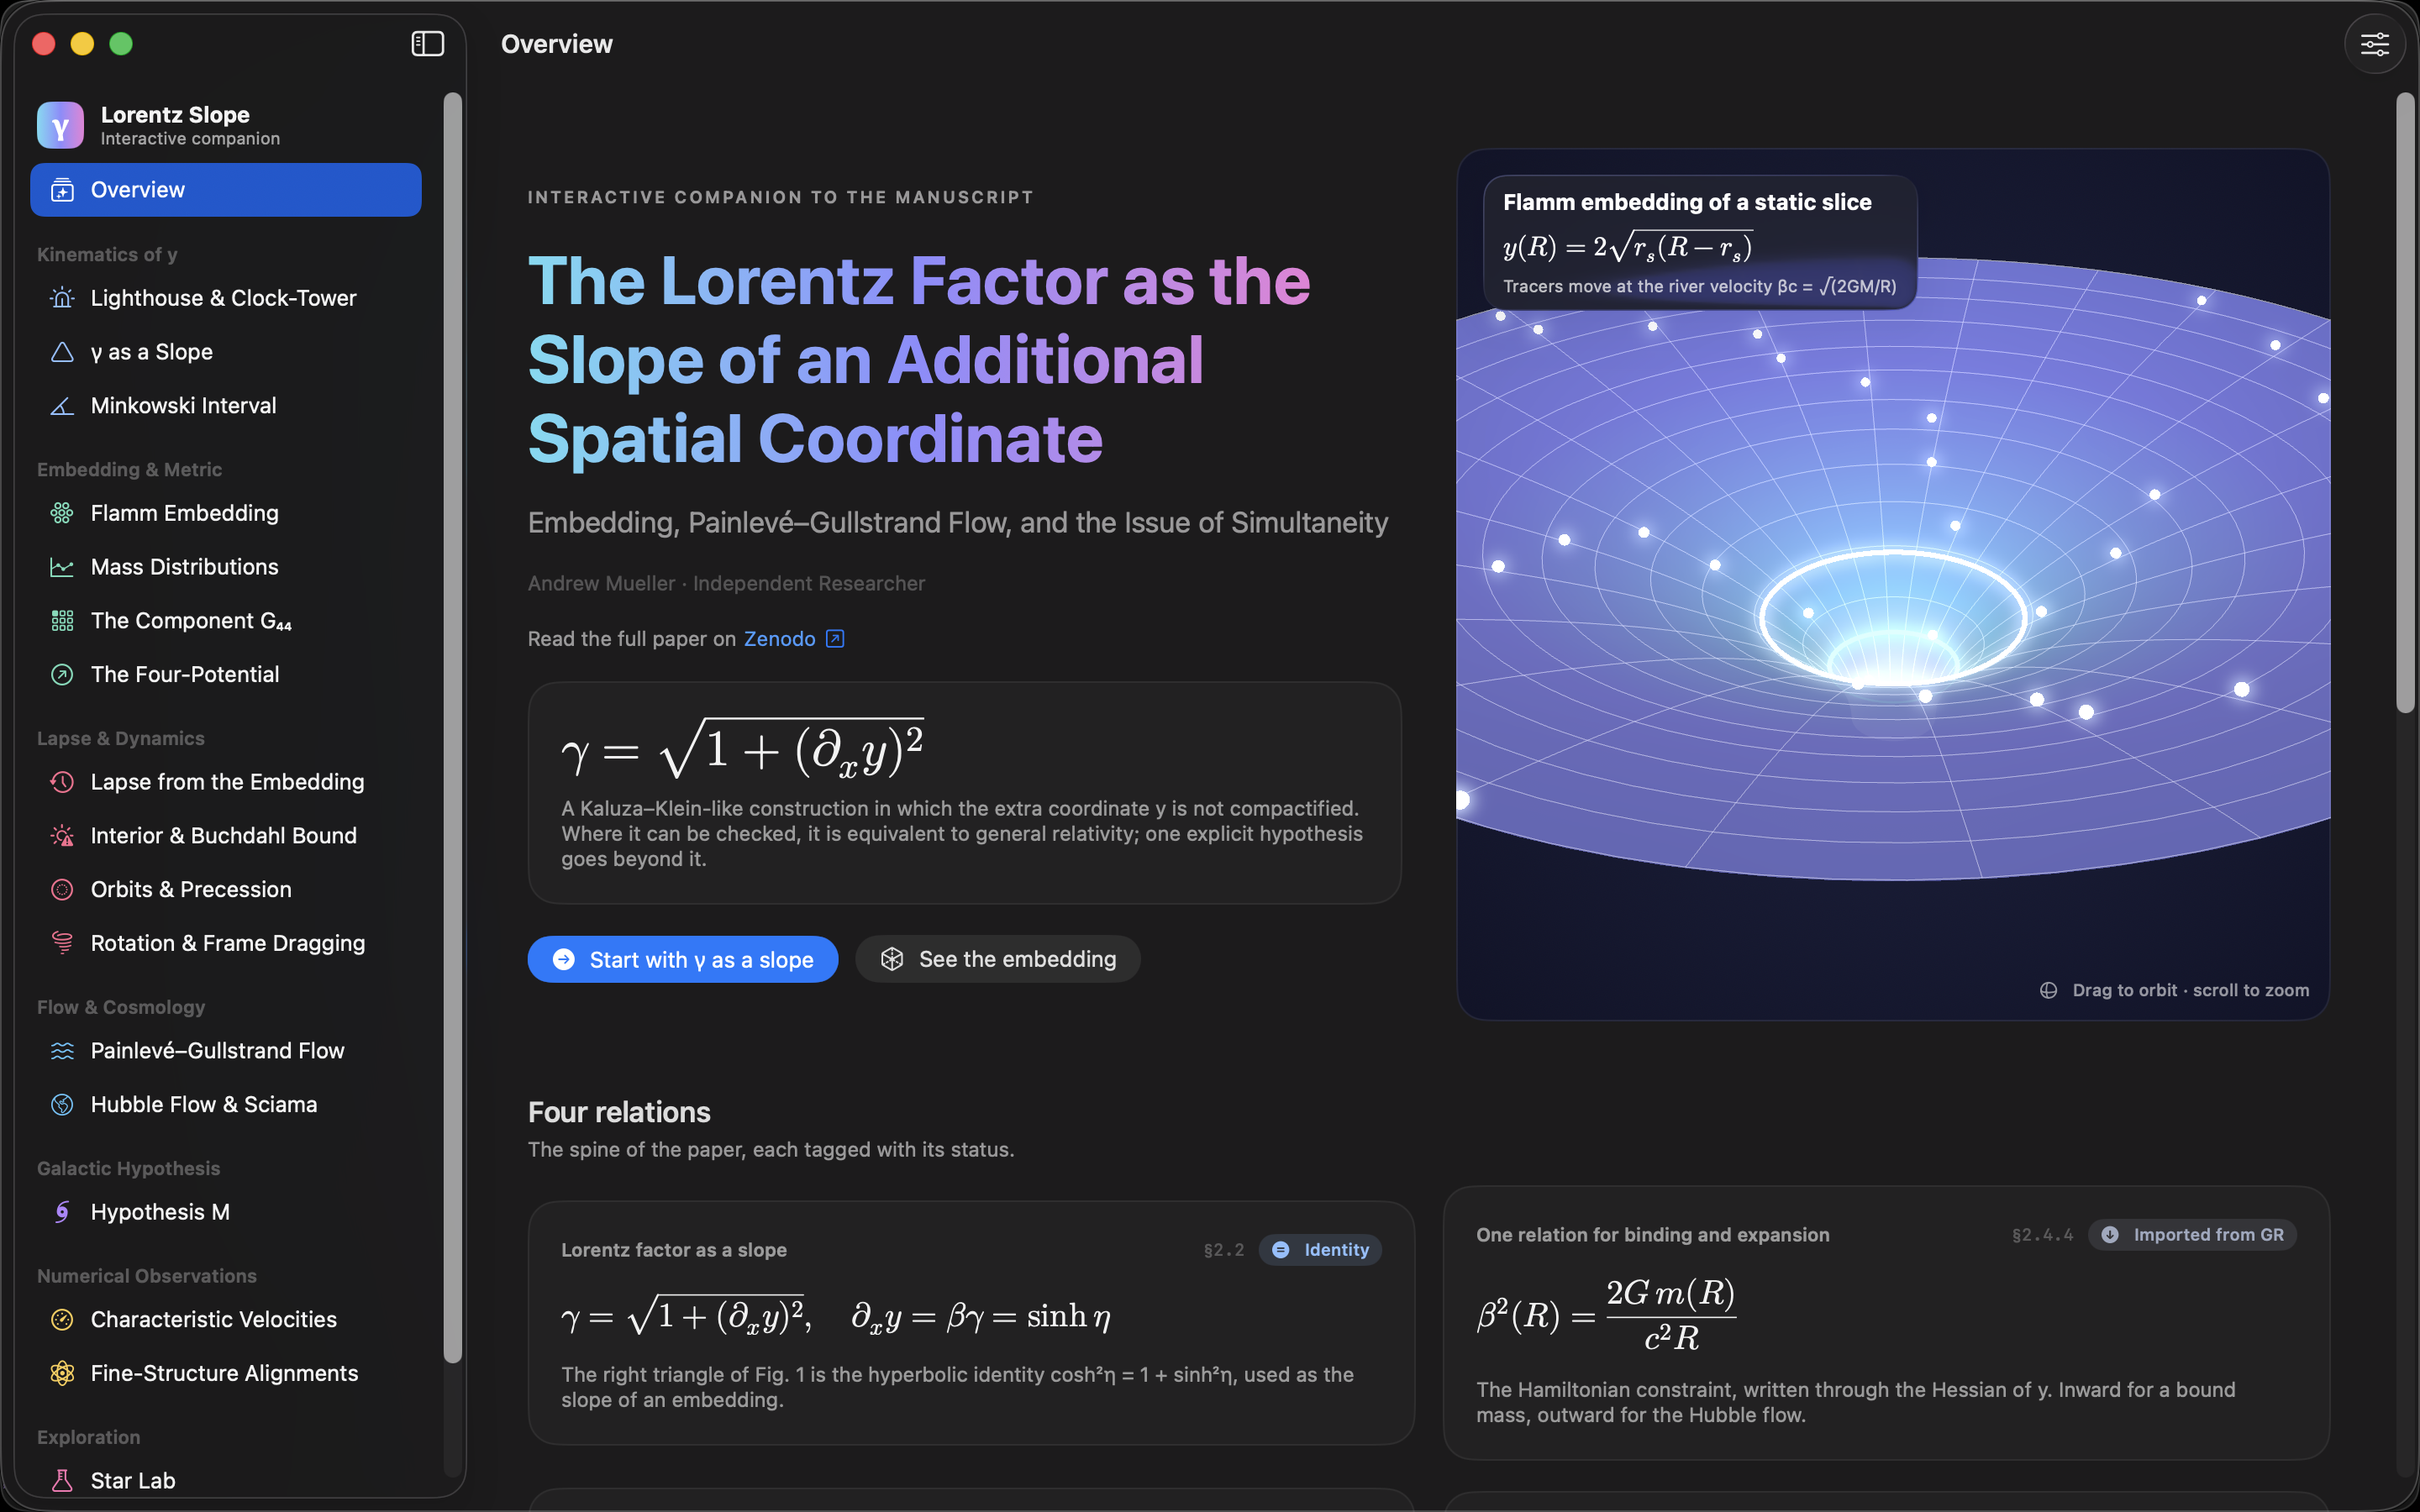 Overview
γ
Lorentz Slope
Interactive companion
Overview
Kinematics of y
Lighthouse & Clock-Tower
γ as a Slope
Minkowski Interval
Embedding & Metric
Flamm Embedding
Mass Distributions
The Component G₄₄
The Four-Potential
Lapse & Dynamics
Lapse from the Embedding
Interior & Buchdahl Bound
Orbits & Precession
Rotation & Frame Dragging
Flow & Cosmology
Painlevé–Gullstrand Flow
Hubble Flow & Sciama
Galactic Hypothesis
Hypothesis M
Numerical Observations
Characteristic Velocities
Fine-Structure Alignments
Exploration
Star Lab
INTERACTIVE COMPANION TO THE MANUSCRIPT
The Lorentz Factor as the
Slope of an Additional
Spatial Coordinate
Embedding, Painlevé–Gullstrand Flow, and the Issue of Simultaneity
Andrew Mueller · Independent Researcher
Read the full paper on Zenodo
γ = √(1 + (∂ₓy)²)
A Kaluza–Klein-like construction in which the extra coordinate y is not compactified.
Where it can be checked, it is equivalent to general relativity; one explicit hypothesis
goes beyond it.
Start with γ as a slope
See the embedding
Flamm embedding of a static slice
y(R) = 2√(rₛ(R − rₛ))
Tracers move at the river velocity βc = √(2GM/R)
Drag to orbit · scroll to zoom
Four relations
The spine of the paper, each tagged with its status.
Lorentz factor as a slope
§2.2
Identity
γ = √(1 + (∂ₓy)²), ∂ₓy = βγ = sinh η
The right triangle of Fig. 1 is the hyperbolic identity cosh²η = 1 + sinh²η, used as the
slope of an embedding.
One relation for binding and expansion
§2.4.4
Imported from GR
β²(R) = 2G m(R) / c²R
The Hamiltonian constraint, written through the Hessian of y. Inward for a bound
mass, outward for the Hubble flow.